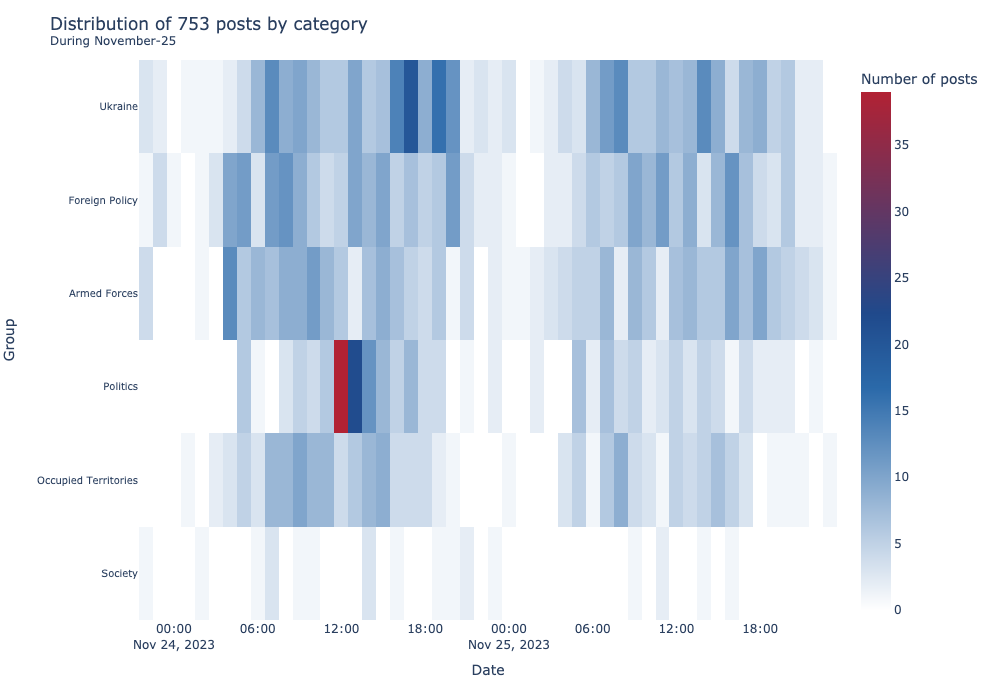 Distribution of 753 posts by category
During November-25
Number of posts
Ukraine
Foreign Policy
Armed Forces
Politics
Occupied Territories
Society
Group
35
30
25
20
15
10
5
0
00:00 06:00 12:00 18:00 00:00 06:00 12:00 18:00
Nov 24, 2023 Nov 25, 2023
Date